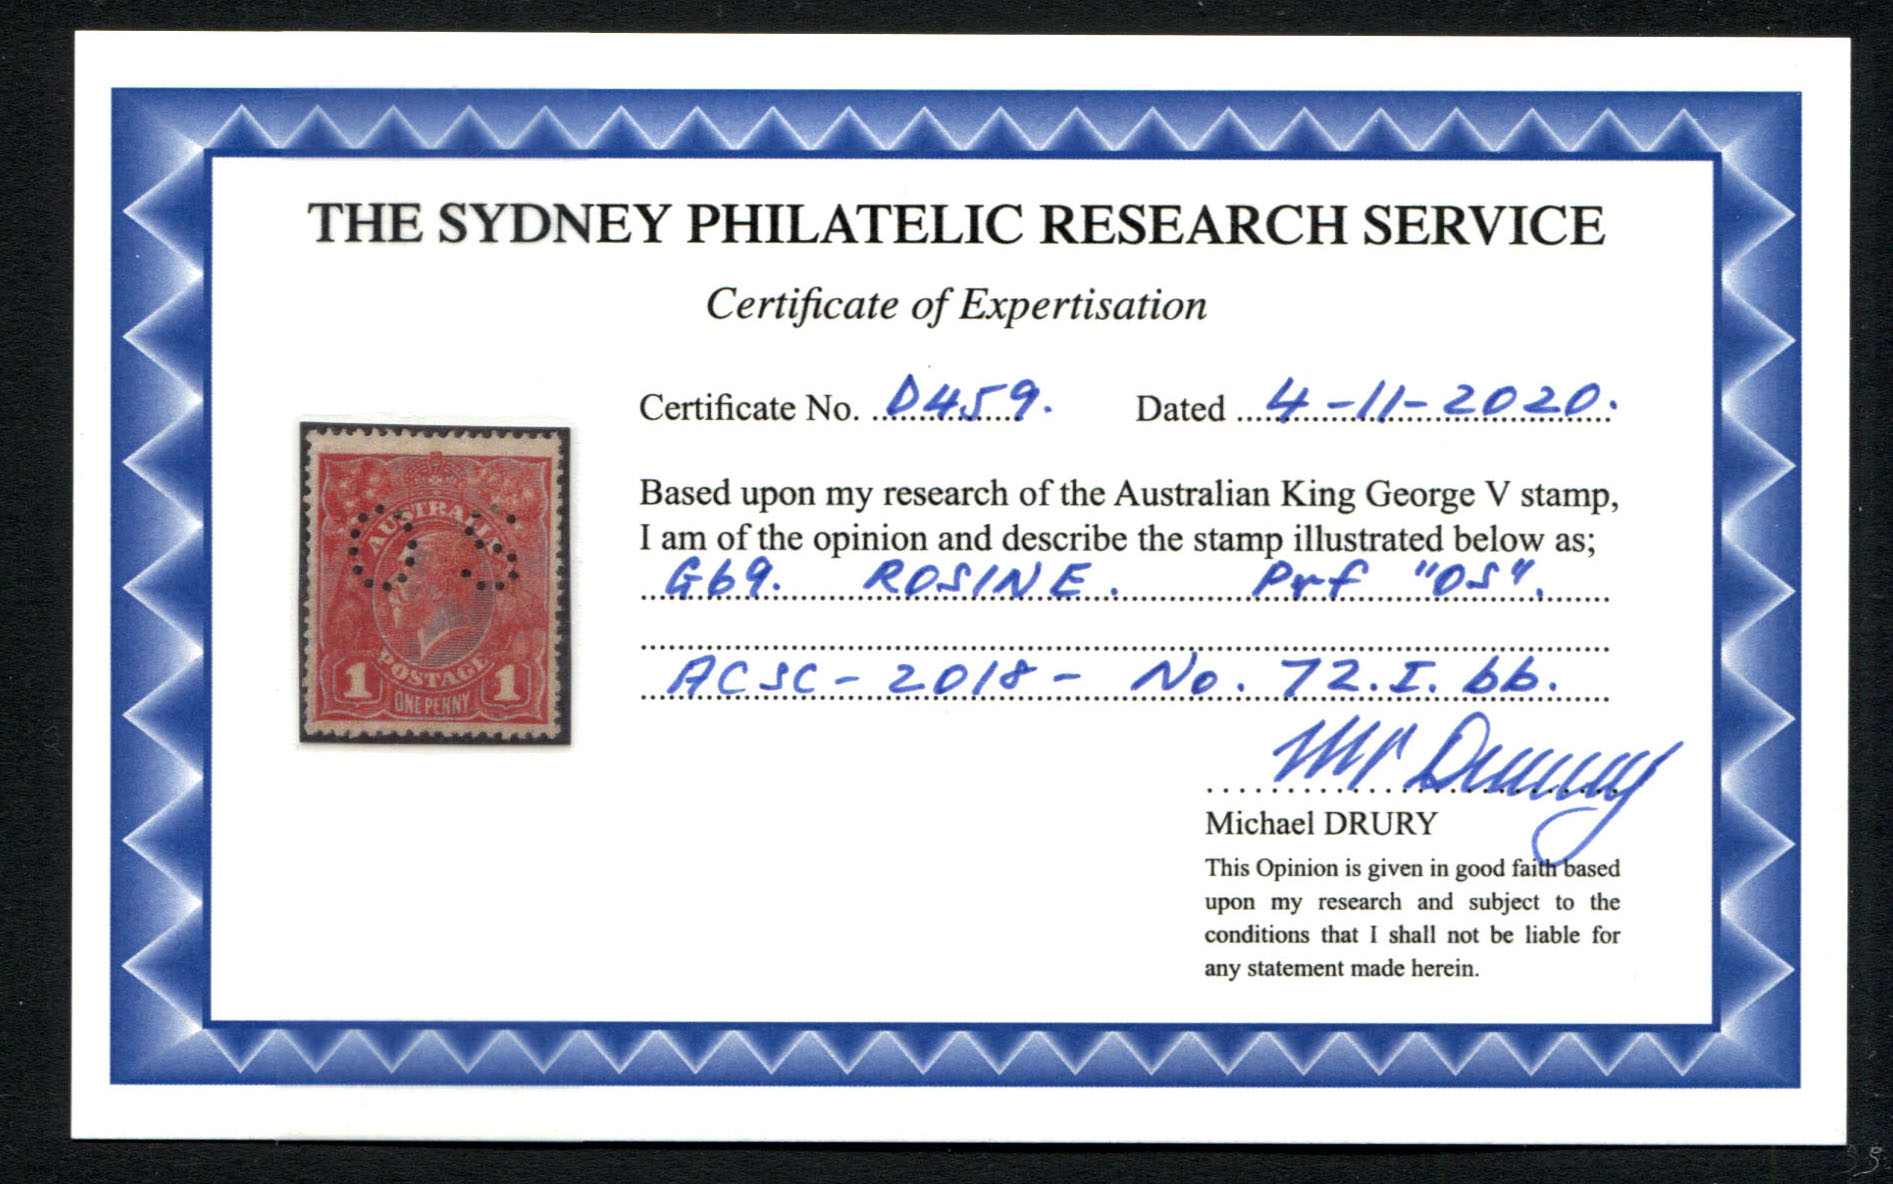 THE SYDNEY PHILATELIC RESEARCH SERVICE
Certificate of Expertisation
Certificate No. D459. Dated 4-11-2020.
Based upon my research of the Australian King George V stamp,
I am of the opinion and describe the stamp illustrated below as;
G69. ROSINE. Prf "OS".
ACSC-2018- No. 72.I.bb.
AUSTRALIA
OS
POSTAGE
1 ONE PENNY 1
M Drury
Michael DRURY
This Opinion is given in good faith based
upon my research and subject to the
conditions that I shall not be liable for
any statement made herein.